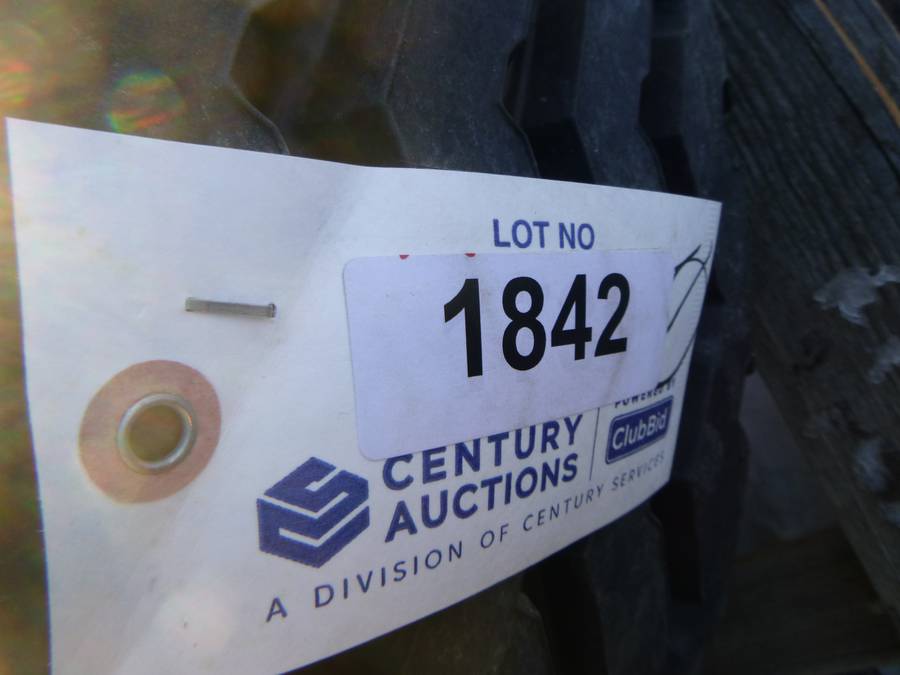 LOT NO
1842
CENTURY
AUCTIONS
A DIVISION OF CENTURY SERVICES
POWERED BY
ClubBid